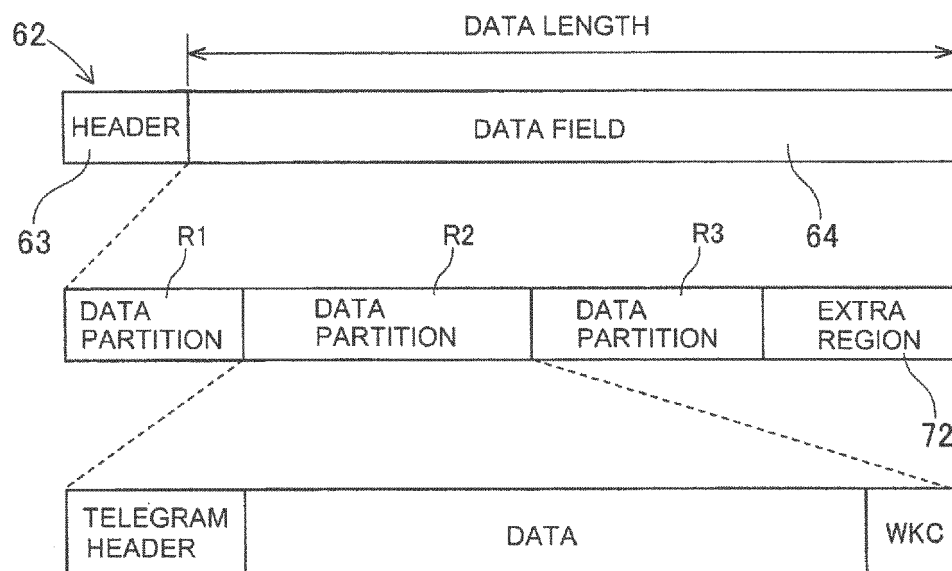 DATA LENGTH
62
HEADER
DATA FIELD
63
R1
R2
R3
64
DATA
PARTITION
DATA
PARTITION
DATA
PARTITION
EXTRA
REGION
72
TELEGRAM
HEADER
DATA
WKC